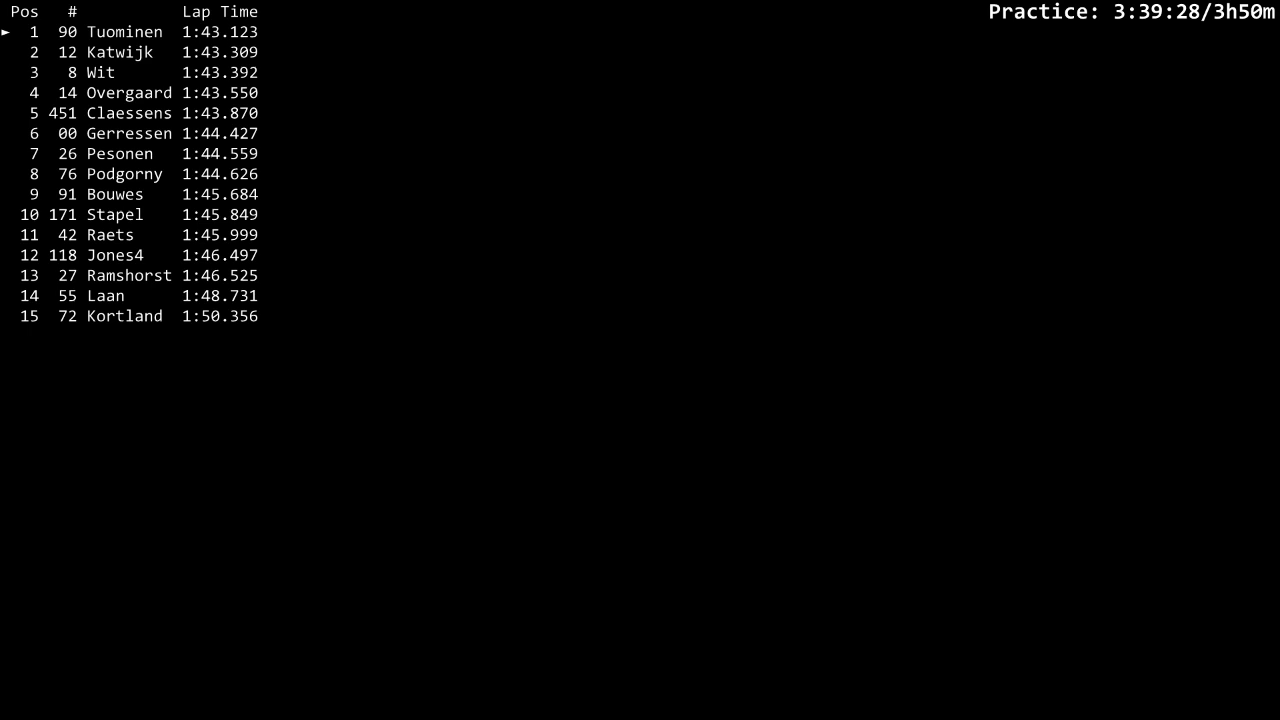 Pos # Lap Time
Practice: 3:39:28/3h50m
► 1 90 Tuominen 1:43.123
2 12 Katwijk 1:43.309
3 8 Wit 1:43.392
4 14 Overgaard 1:43.550
5 451 Claessens 1:43.870
6 00 Gerressen 1:44.427
7 26 Pesonen 1:44.559
8 76 Podgorny 1:44.626
9 91 Bouwes 1:45.684
10 171 Stapel 1:45.849
11 42 Raets 1:45.999
12 118 Jones4 1:46.497
13 27 Ramshorst 1:46.525
14 55 Laan 1:48.731
15 72 Kortland 1:50.356